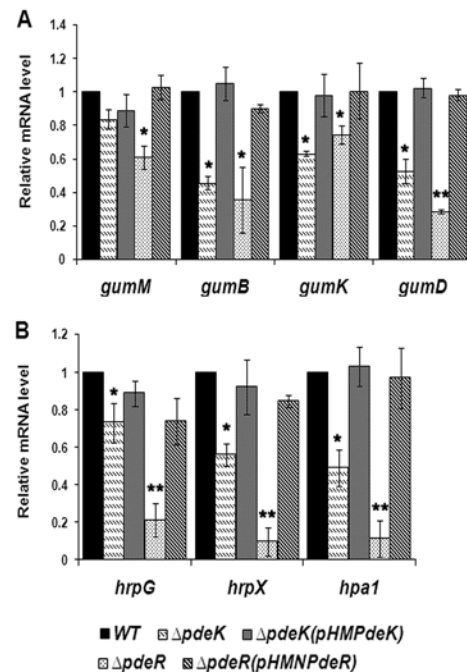 A
Relative mRNA level
1.4
1.2
1
0.8
0.6
0.4
0.2
0
* * * * * * * **
gumM gumB gumK gumD
B
Relative mRNA level
1.2
1
0.8
0.6
0.4
0.2
0
* ** * ** * **
hrpG hrpX hpa1
WT ΔpdeK ΔpdeK(pHMPdeK)
ΔpdeR ΔpdeR(pHMNPdeR)